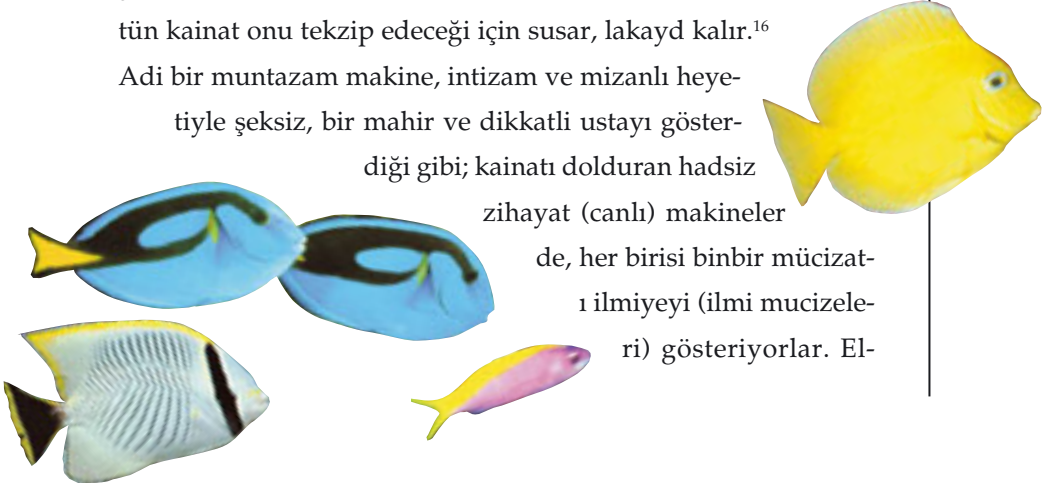 tün kainat onu tekzip edeceği için susar, lakayd kalır.16
Adi bir muntazam makine, intizam ve mizanlı heye-
tiyle şeksiz, bir mahir ve dikkatli ustayı göster-
diği gibi; kainatı dolduran hadsiz
zihayat (canlı) makineler
de, her birisi binbir mücizat-
ı ilmiyeyi (ilmi mucizele-
ri) gösteriyorlar. El-